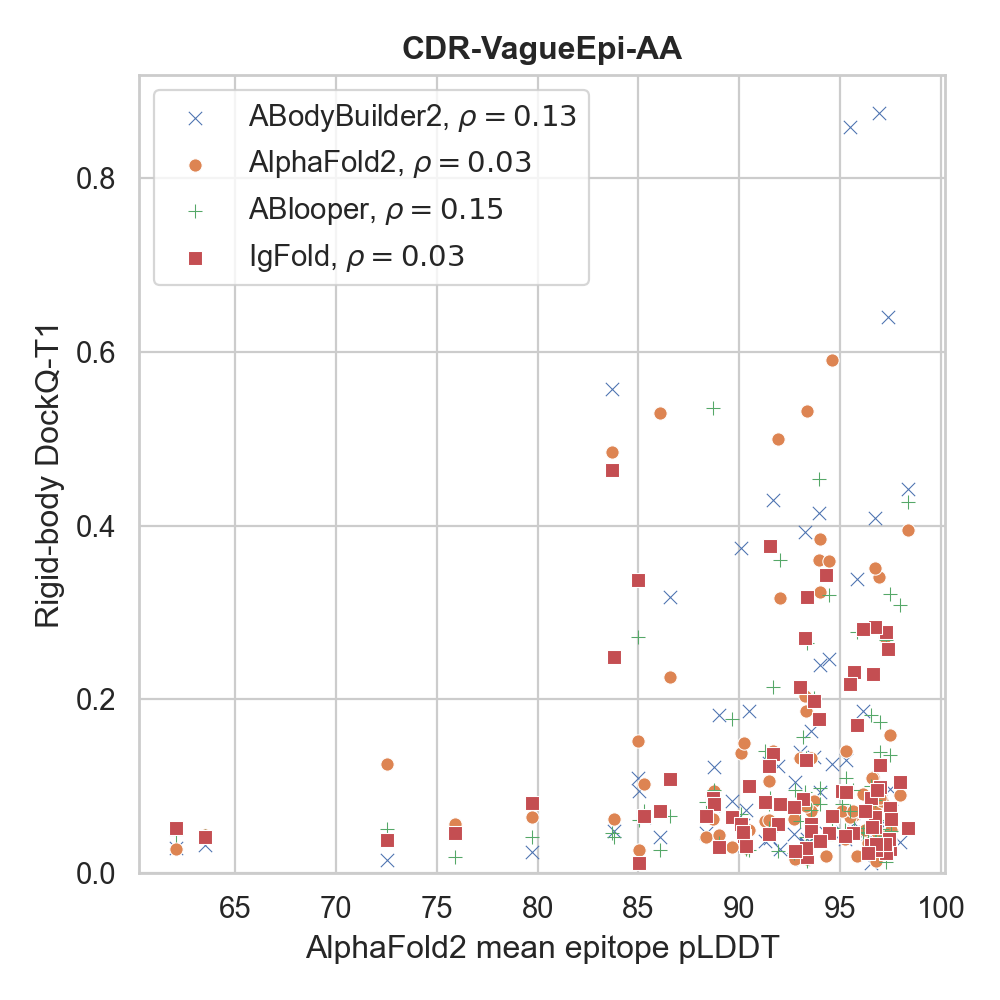 CDR-VagueEpi-AA
ABodyBuilder2, ρ = 0.13
AlphaFold2, ρ = 0.03
ABlooper, ρ = 0.15
IgFold, ρ = 0.03
Rigid-body DockQ-T1
0.8
0.6
0.4
0.2
0.0
65 70 75 80 85 90 95 100
AlphaFold2 mean epitope pLDDT